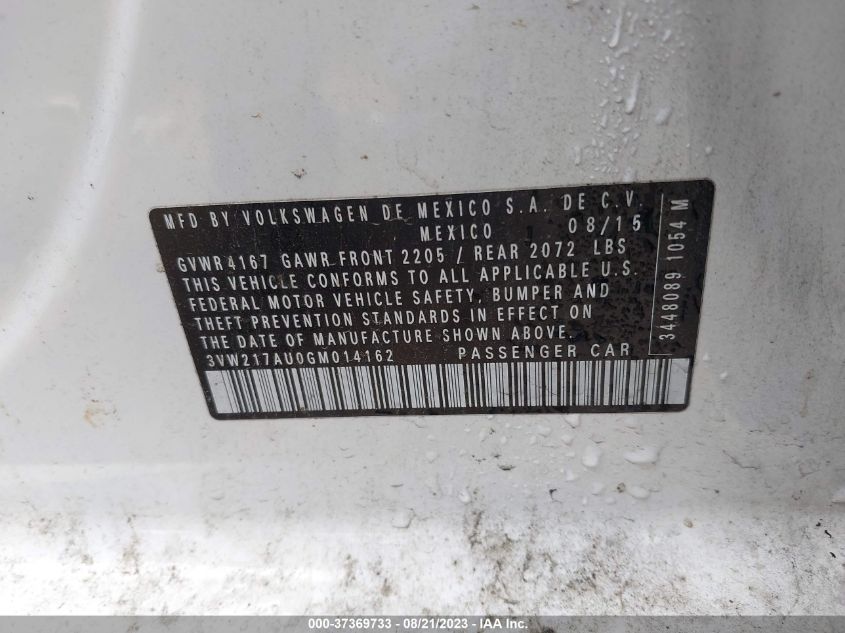 MFD BY VOLKSWAGEN DE MEXICO S.A. DE C.V.
MEXICO 08/15
GVWR 4167 GAWR FRONT 2205 / REAR 2072 LBS
THIS VEHICLE CONFORMS TO ALL APPLICABLE U.S.
FEDERAL MOTOR VEHICLE SAFETY, BUMPER AND
THEFT PREVENTION STANDARDS IN EFFECT ON
THE DATE OF MANUFACTURE SHOWN ABOVE.
3VW217AU0GM014162 PASSENGER CAR
3448089 1054 M
000-37369733 - 08/21/2023 - IAA Inc.